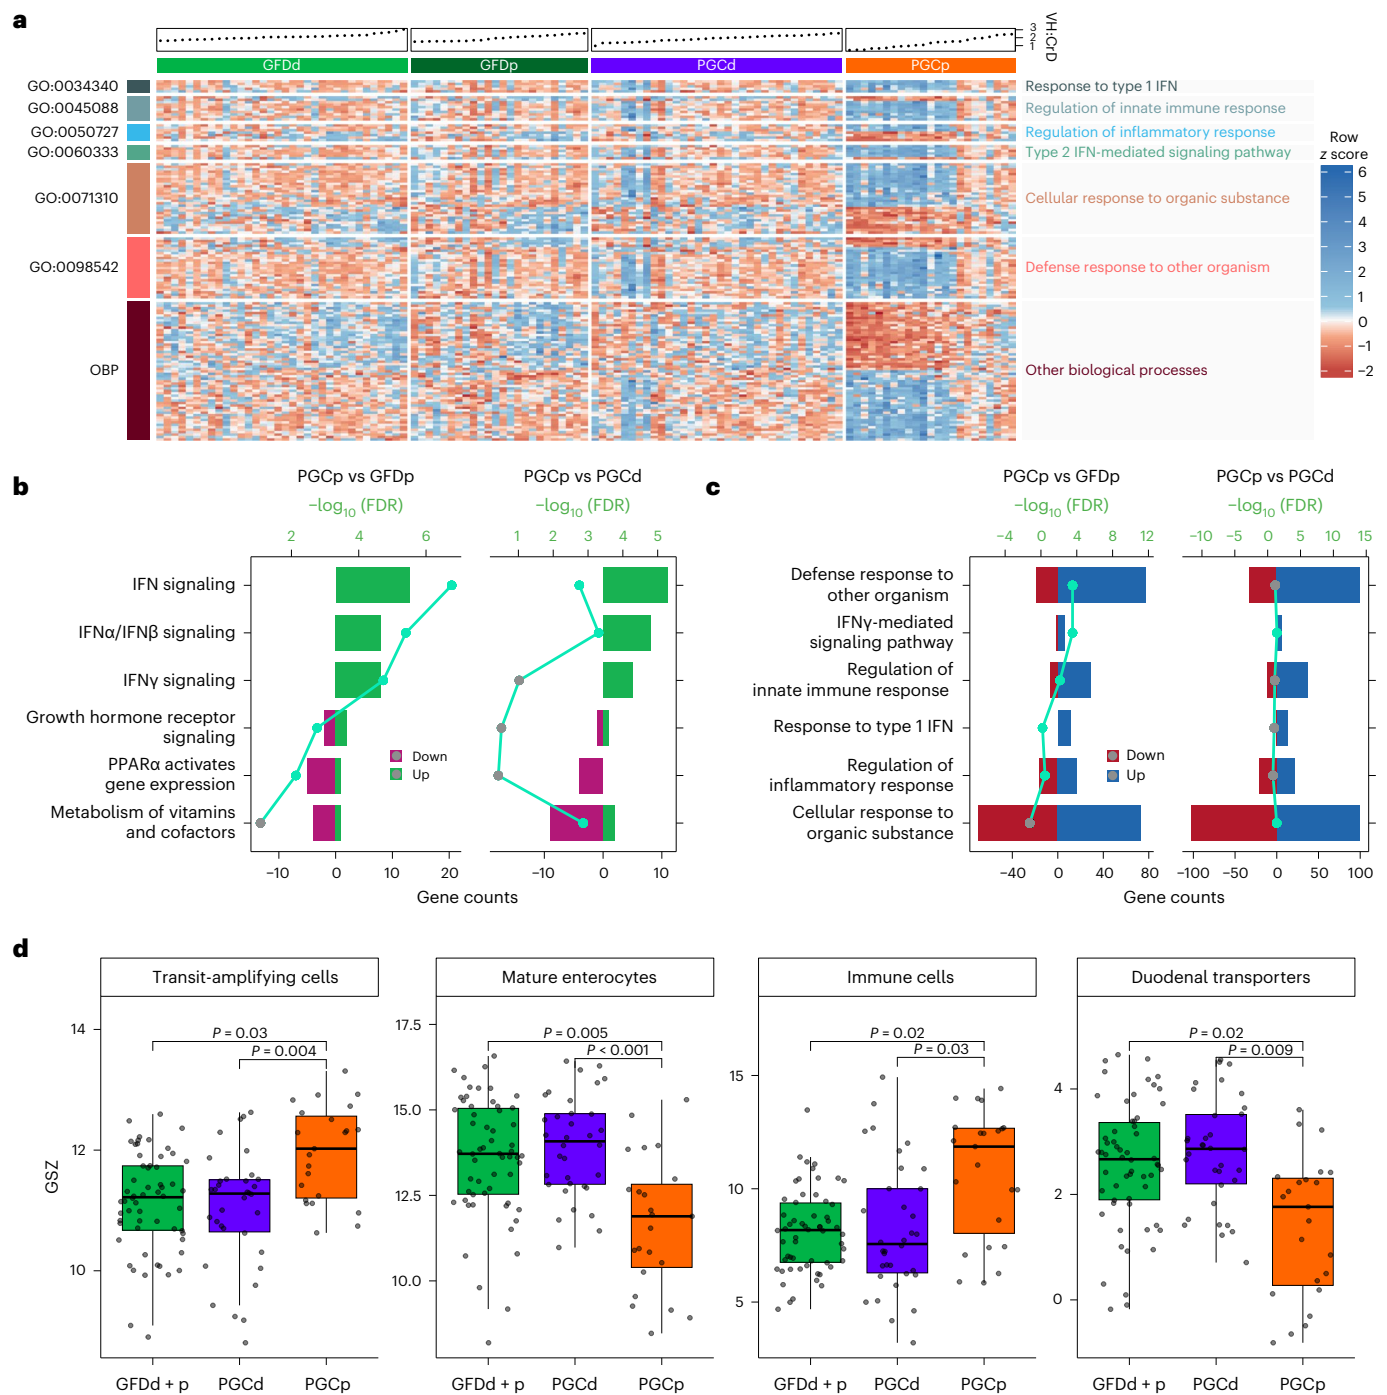 a
3
2
1
VH:CrD
GFDd
GFDp
PGCd
PGCp
GO:0034340
GO:0045088
GO:0050727
GO:0060333
GO:0071310
GO:0098542
OBP
Response to type 1 IFN
Regulation of innate immune response
Regulation of inflammatory response
Type 2 IFN-mediated signaling pathway
Cellular response to organic substance
Defense response to other organism
Other biological processes
Row
z score
6
5
4
3
2
1
0
−1
−2
b
PGCp vs GFDp
−log10 (FDR)
2 4 6
PGCp vs PGCd
−log10 (FDR)
1 2 3 4 5
IFN signaling
IFNα/IFNβ signaling
IFNγ signaling
Growth hormone receptor
signaling
PPARα activates
gene expression
Metabolism of vitamins
and cofactors
Down
Up
−10 0 10 20
−10 0 10
Gene counts
c
PGCp vs GFDp
−log10 (FDR)
−4 0 4 8 12
PGCp vs PGCd
−log10 (FDR)
−10 −5 0 5 10 15
Defense response to
other organism
IFNγ-mediated
signaling pathway
Regulation of
innate immune response
Response to type 1 IFN
Regulation of
inflammatory response
Cellular response to
organic substance
Down
Up
−40 0 40 80
−100 −50 0 50 100
Gene counts
d
GSZ
Transit-amplifying cells
14
12
10
P = 0.03
P = 0.004
GFDd + p PGCd PGCp
Mature enterocytes
17.5
15.0
12.5
10.0
P = 0.005
P < 0.001
GFDd + p PGCd PGCp
Immune cells
15
10
5
P = 0.02
P = 0.03
GFDd + p PGCd PGCp
Duodenal transporters
4
2
0
P = 0.02
P = 0.009
GFDd + p PGCd PGCp